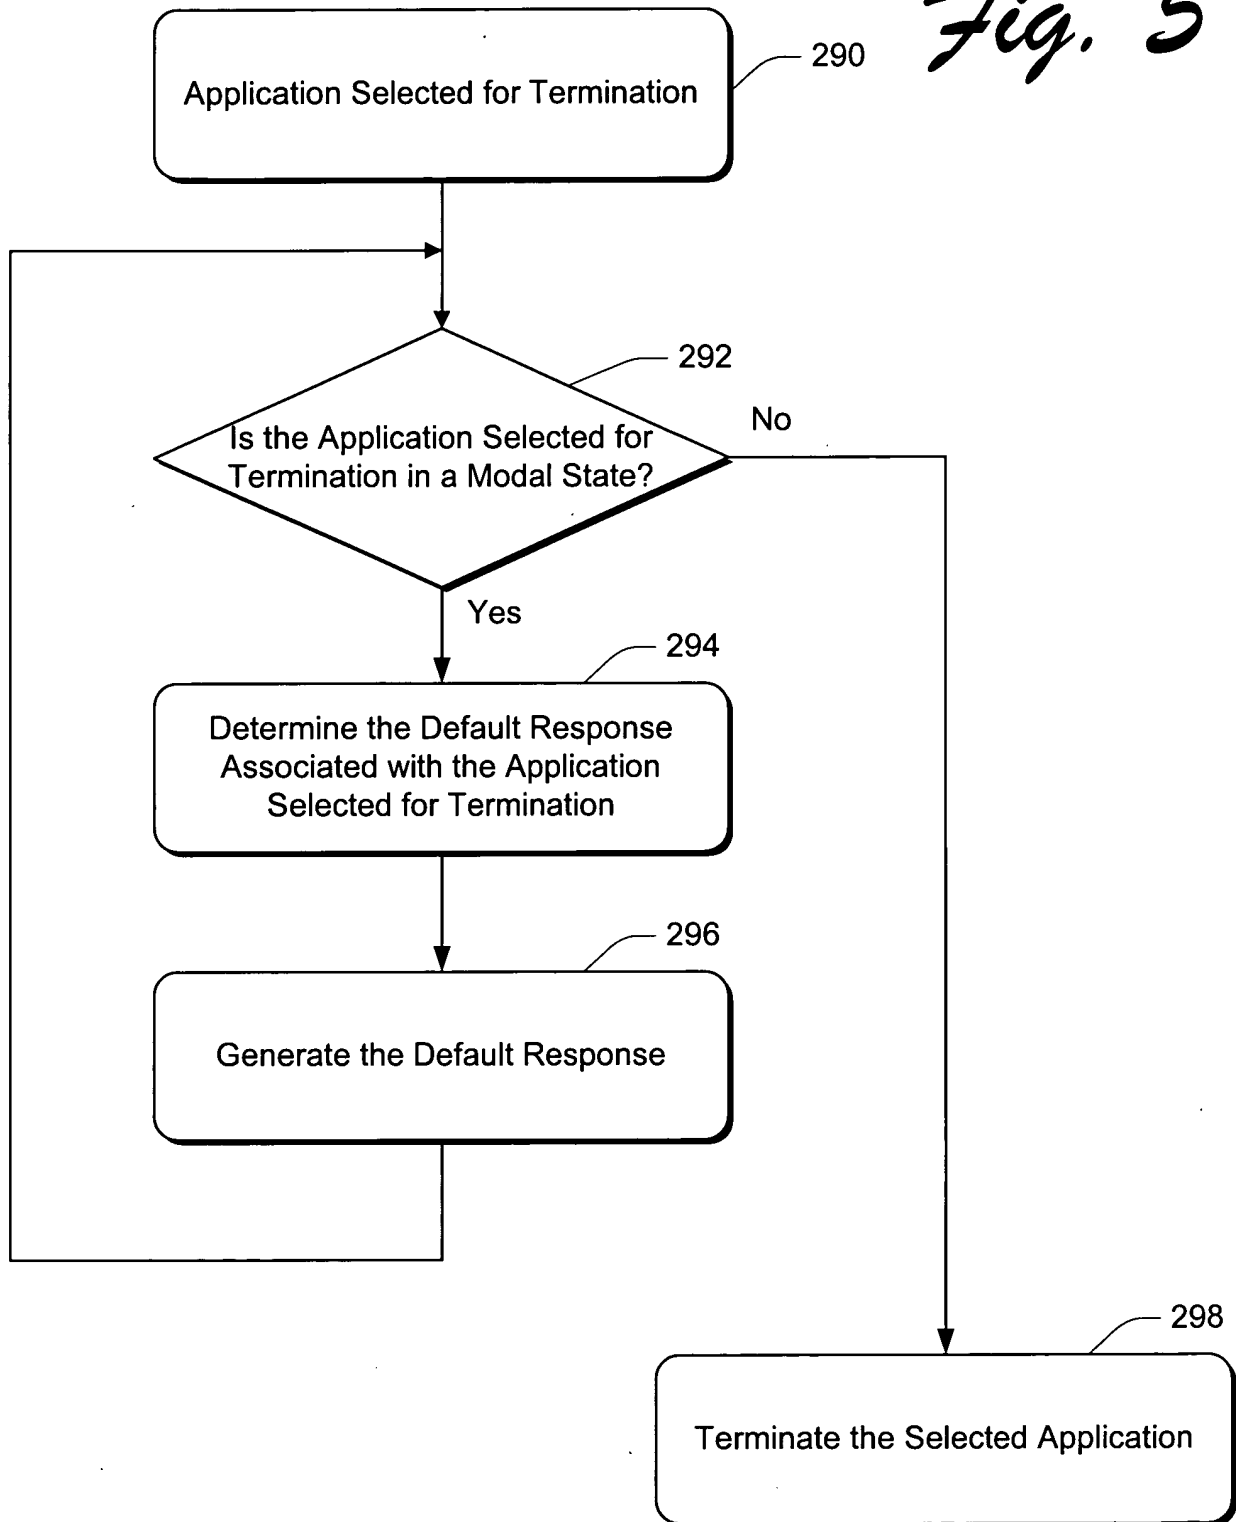 Fig. 5
290
Application Selected for Termination
292
No
Is the Application Selected for
Termination in a Modal State?
Yes
294
Determine the Default Response
Associated with the Application
Selected for Termination
296
Generate the Default Response
298
Terminate the Selected Application